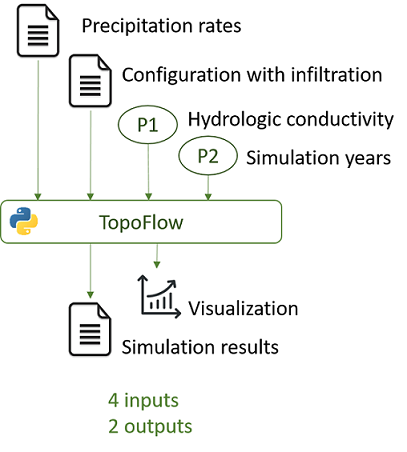 Precipitation rates
Configuration with infiltration
P1
Hydrologic conductivity
P2
Simulation years
TopoFlow
Visualization
Simulation results
4 inputs
2 outputs